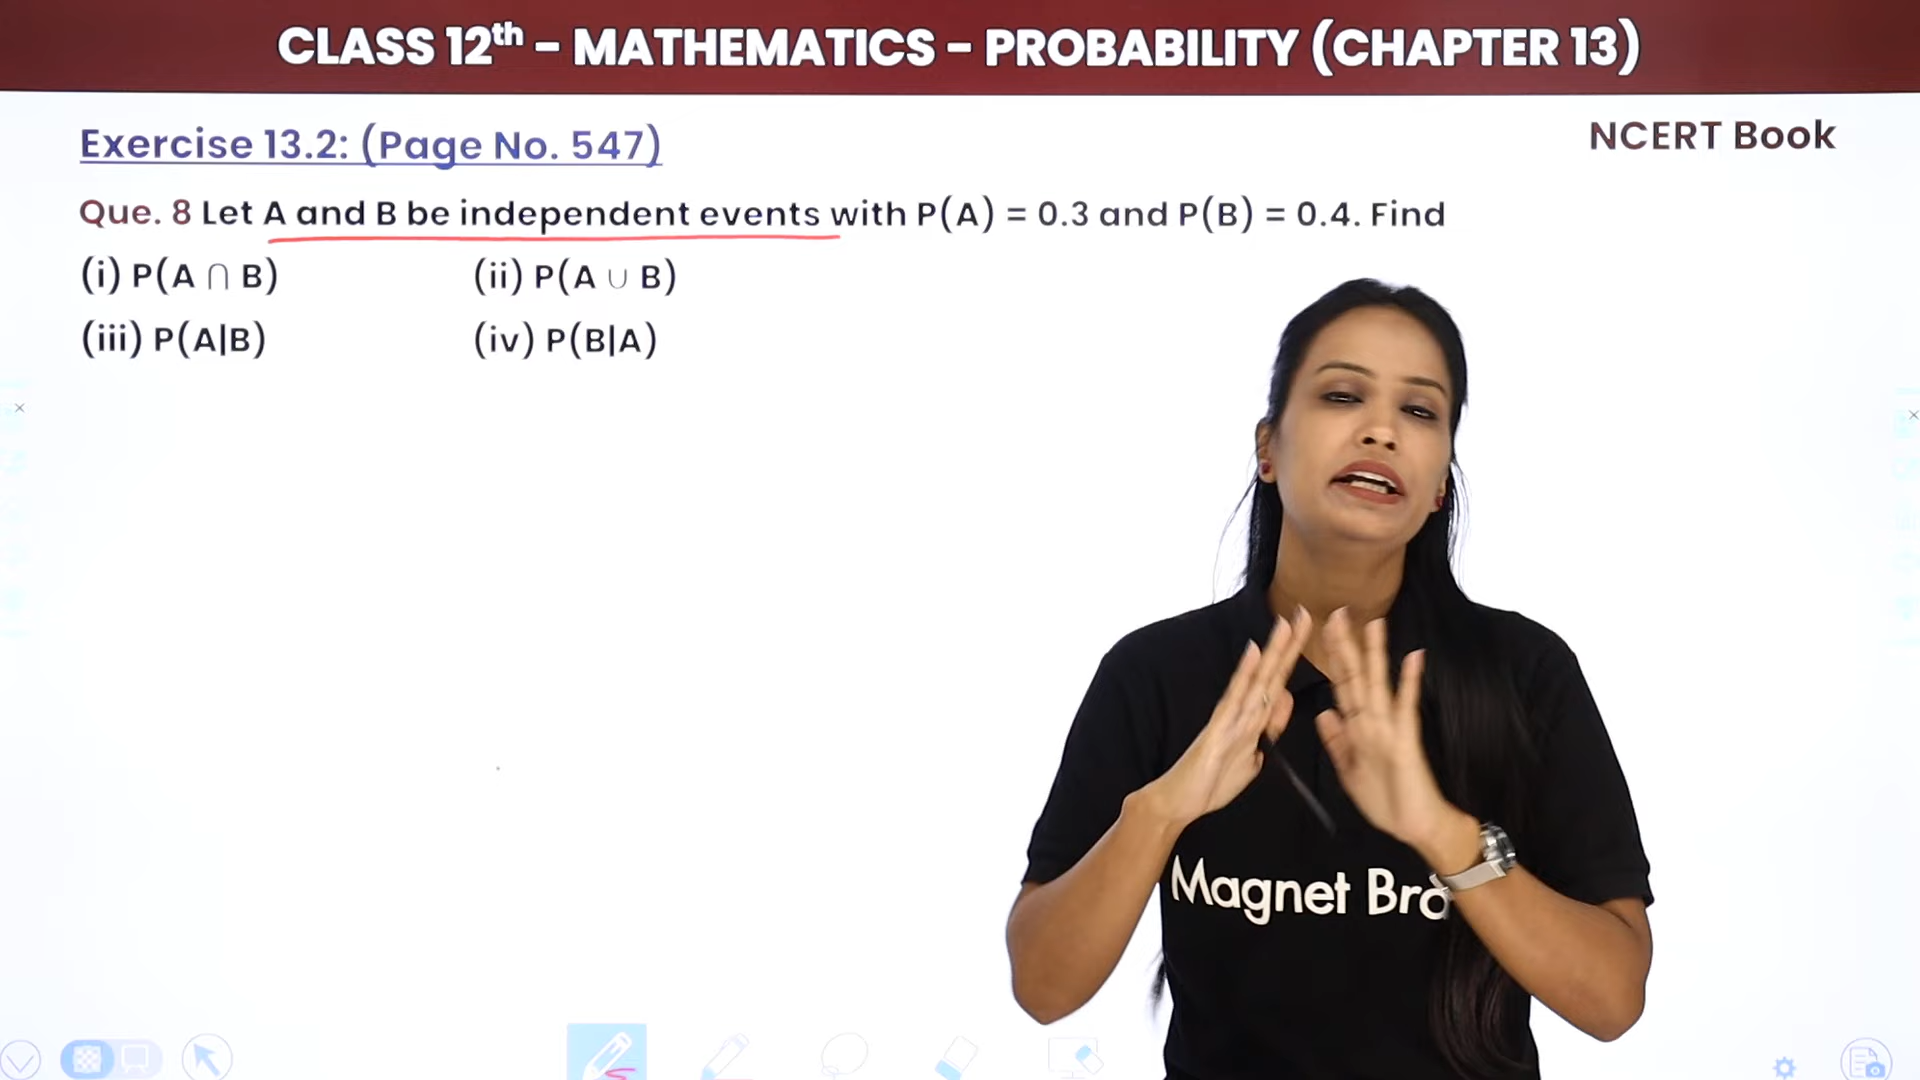 CLASS 12th - MATHEMATICS - PROBABILITY (CHAPTER 13)
Exercise 13.2: (Page No. 547)
NCERT Book
Que. 8 Let A and B be independent events with P(A) = 0.3 and P(B) = 0.4. Find
(i) P(A ∩ B) (ii) P(A ∪ B)
(iii) P(A|B) (iv) P(B|A)
Magnet Bro